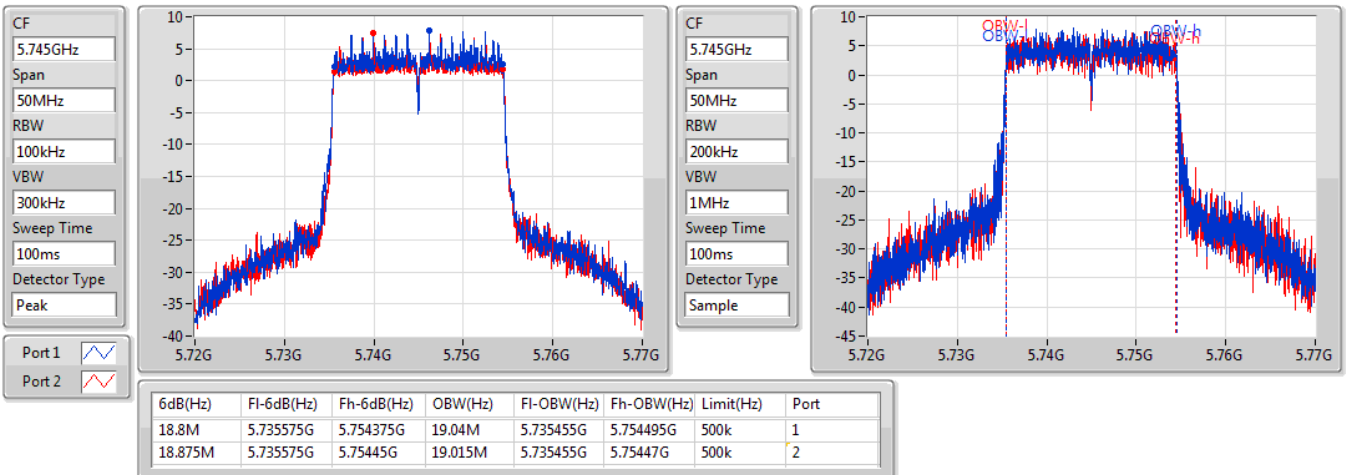 CF
5.745GHz
Span
50MHz
RBW
100kHz
VBW
300kHz
Sweep Time
100ms
Detector Type
Peak
Port 1
Port 2
10
5
0
-5
-10
-15
-20
-25
-30
-35
-40
5.72G 5.73G 5.74G 5.75G 5.76G 5.77G
CF
5.745GHz
Span
50MHz
RBW
200kHz
VBW
1MHz
Sweep Time
100ms
Detector Type
Sample
10
5
0
-5
-10
-15
-20
-25
-30
-35
-40
-45
OBW-l
OBW-l
OBW-h
OBW-h
5.72G 5.73G 5.74G 5.75G 5.76G 5.77G
6dB(Hz) Fl-6dB(Hz) Fh-6dB(Hz) OBW(Hz) Fl-OBW(Hz) Fh-OBW(Hz) Limit(Hz) Port
18.8M 5.735575G 5.754375G 19.04M 5.735455G 5.754495G 500k 1
18.875M 5.735575G 5.75445G 19.015M 5.735455G 5.75447G 500k 2